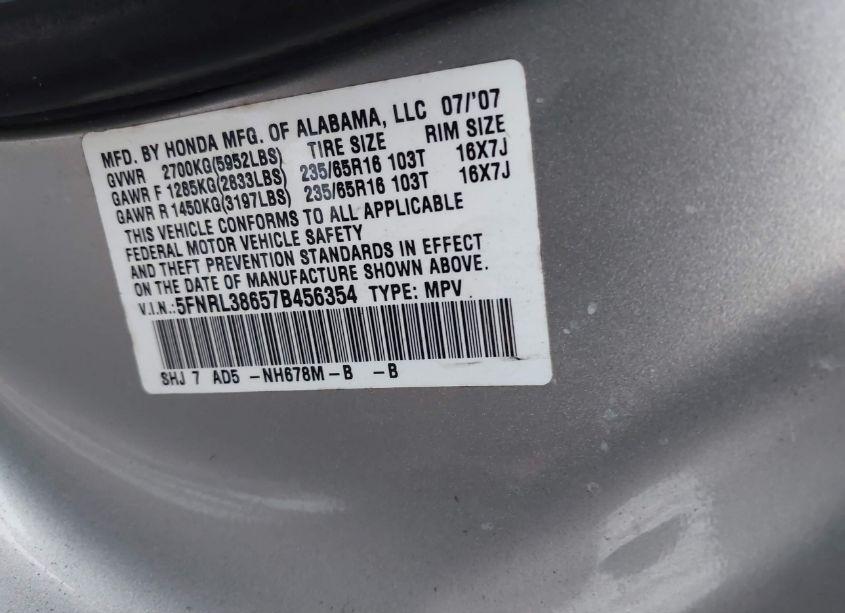 MFD. BY HONDA MFG. OF ALABAMA, LLC 07/'07
GVWR 2700KG(5952LBS) TIRE SIZE RIM SIZE
GAWR F 1285KG(2833LBS) 235/65R16 103T 16X7J
GAWR R 1450KG(3197LBS) 235/65R16 103T 16X7J
THIS VEHICLE CONFORMS TO ALL APPLICABLE
FEDERAL MOTOR VEHICLE SAFETY
AND THEFT PREVENTION STANDARDS IN EFFECT
ON THE DATE OF MANUFACTURE SHOWN ABOVE.
V.I.N.:5FNRL38657B456354 TYPE: MPV
SHJ 7 AD5 -NH678M-B -B